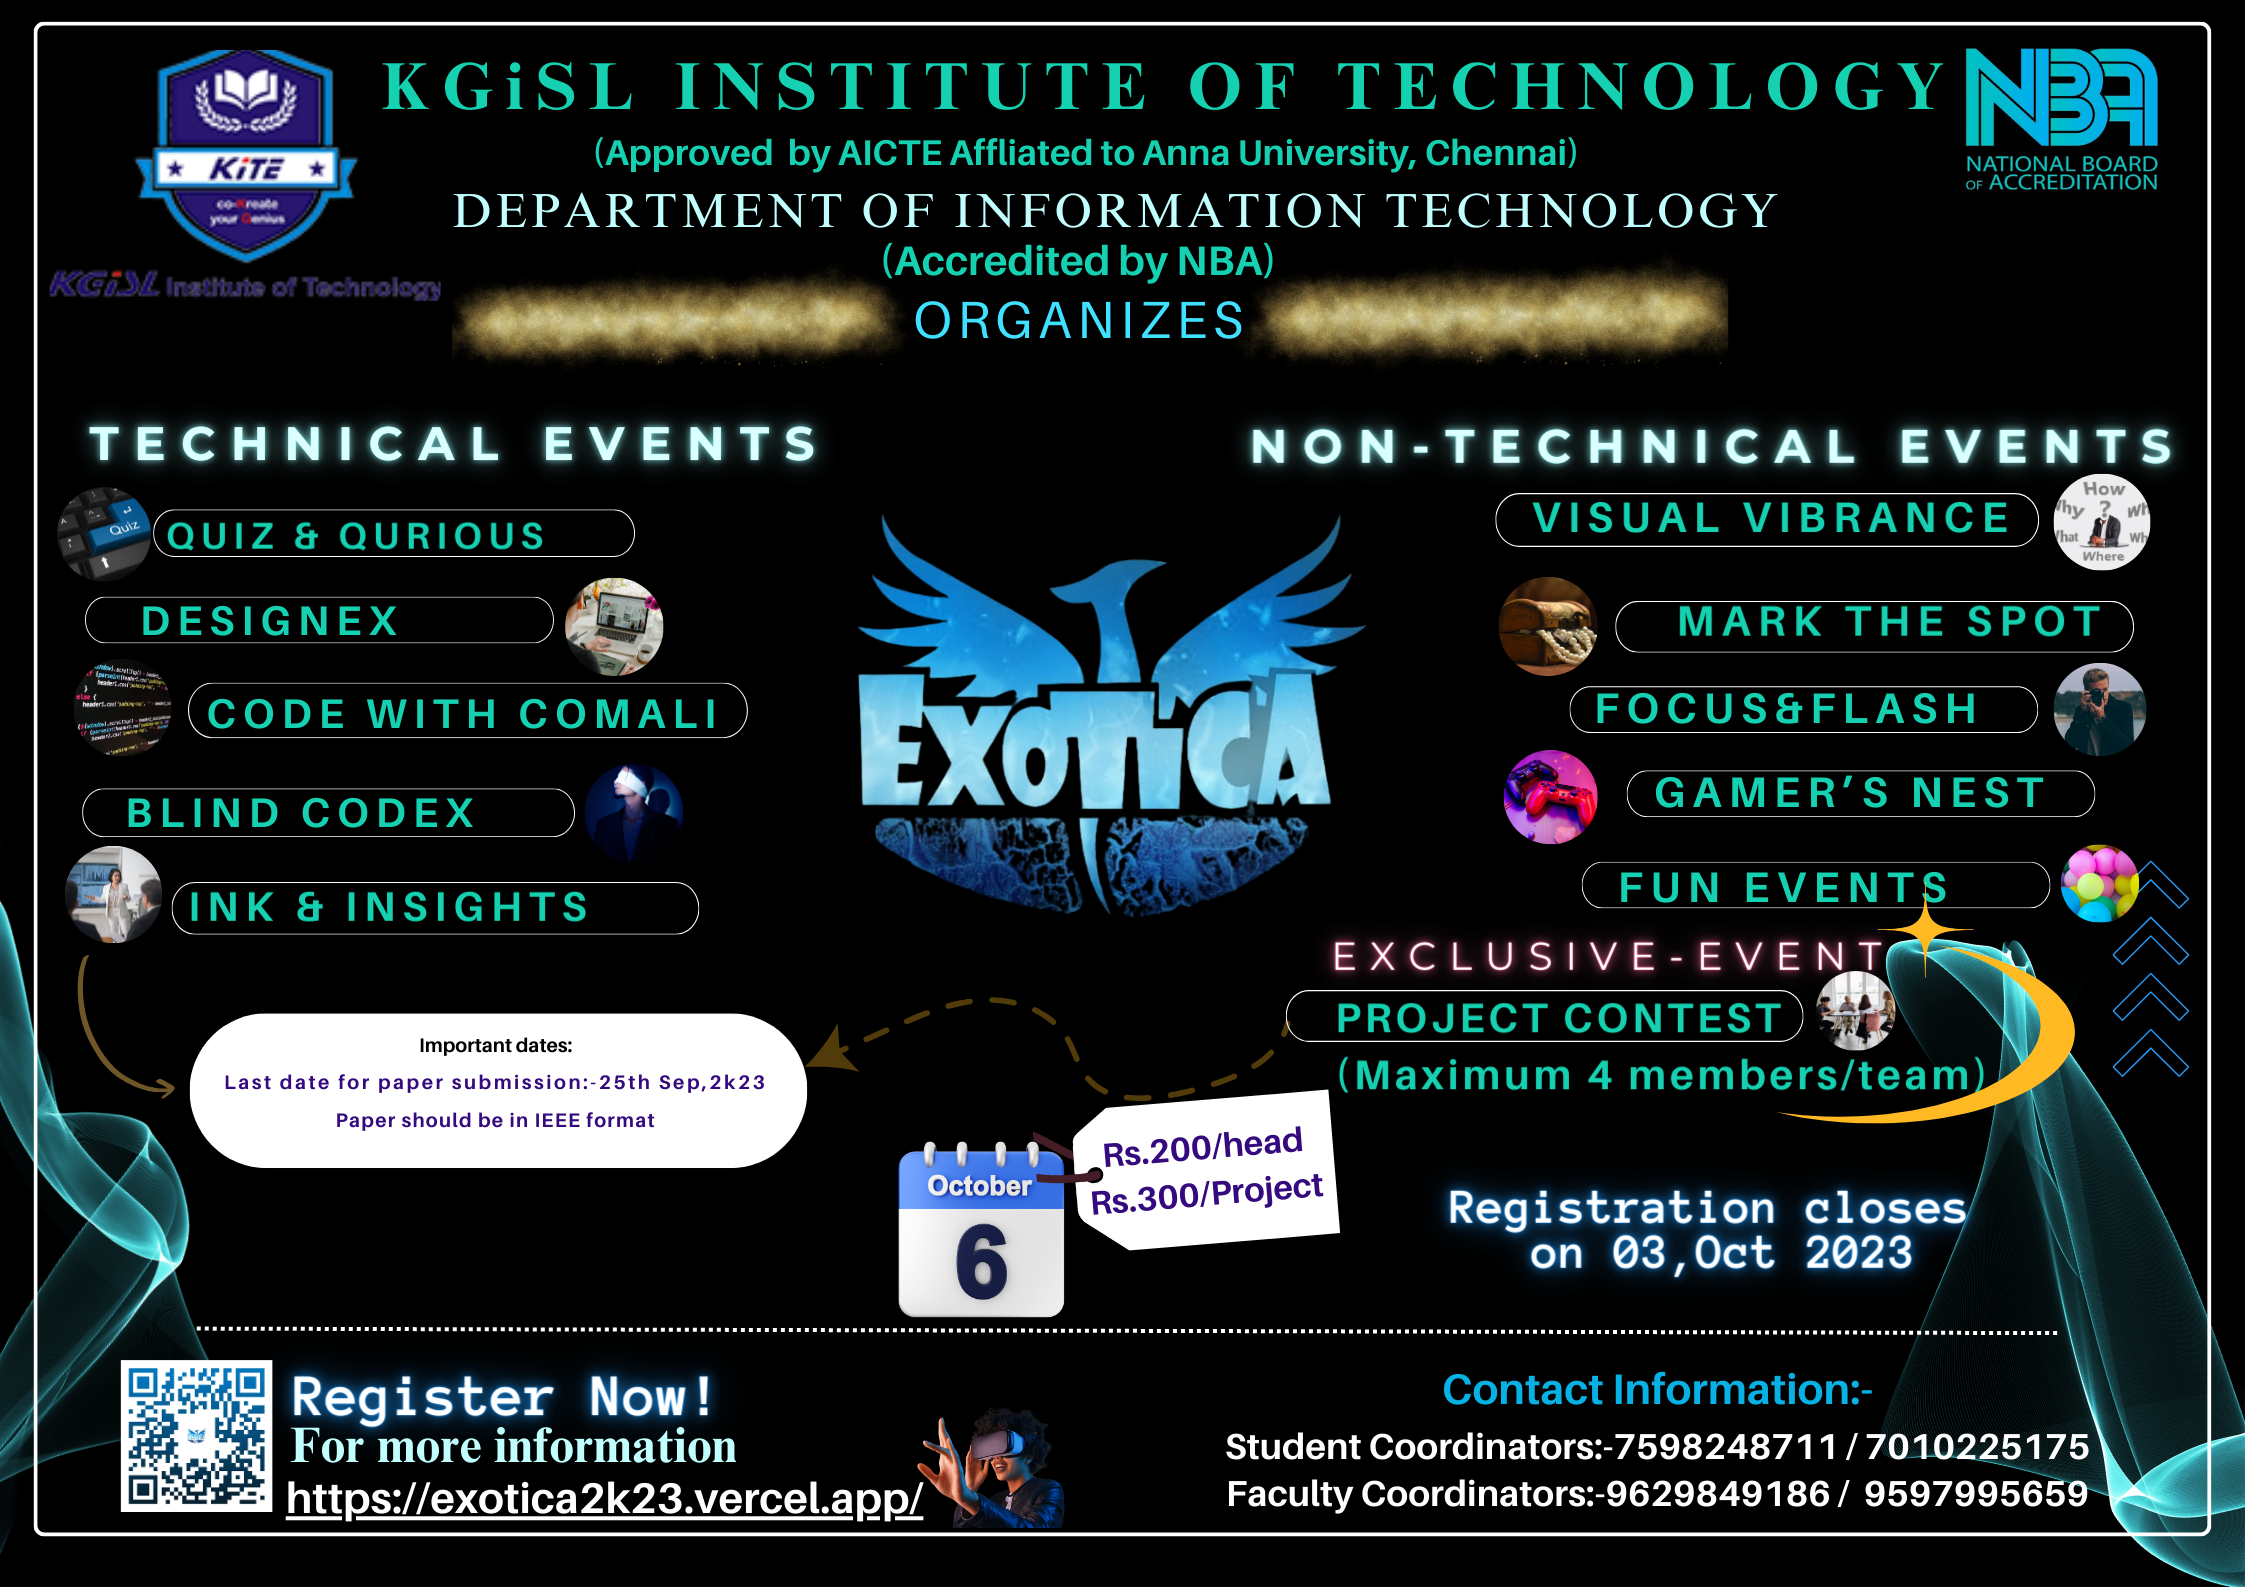 KGiSL INSTITUTE OF TECHNOLOGY
(Approved by AICTE Affliated to Anna University, Chennai)
DEPARTMENT OF INFORMATION TECHNOLOGY
(Accredited by NBA)
ORGANIZES
KiTE
co-Kreate
your Genius
KGiSL Institute of Technology
NBA
NATIONAL BOARD
OF ACCREDITATION
TECHNICAL EVENTS
Quiz
QUIZ & QURIOUS
DESIGNEX
CODE WITH COMALI
BLIND CODEX
INK & INSIGHTS
EXOTiCA
NON-TECHNICAL EVENTS
VISUAL VIBRANCE
How
?
Where
MARK THE SPOT
FOCUS&FLASH
GAMER'S NEST
FUN EVENTS
EXCLUSIVE-EVENT
PROJECT CONTEST
(Maximum 4 members/team)
Important dates:
Last date for paper submission:-25th Sep,2k23
Paper should be in IEEE format
October
6
Rs.200/head
Rs.300/Project
Registration closes
on 03,Oct 2023
Register Now!
For more information
https://exotica2k23.vercel.app/
Contact Information:-
Student Coordinators:-7598248711 / 7010225175
Faculty Coordinators:-9629849186 / 9597995659